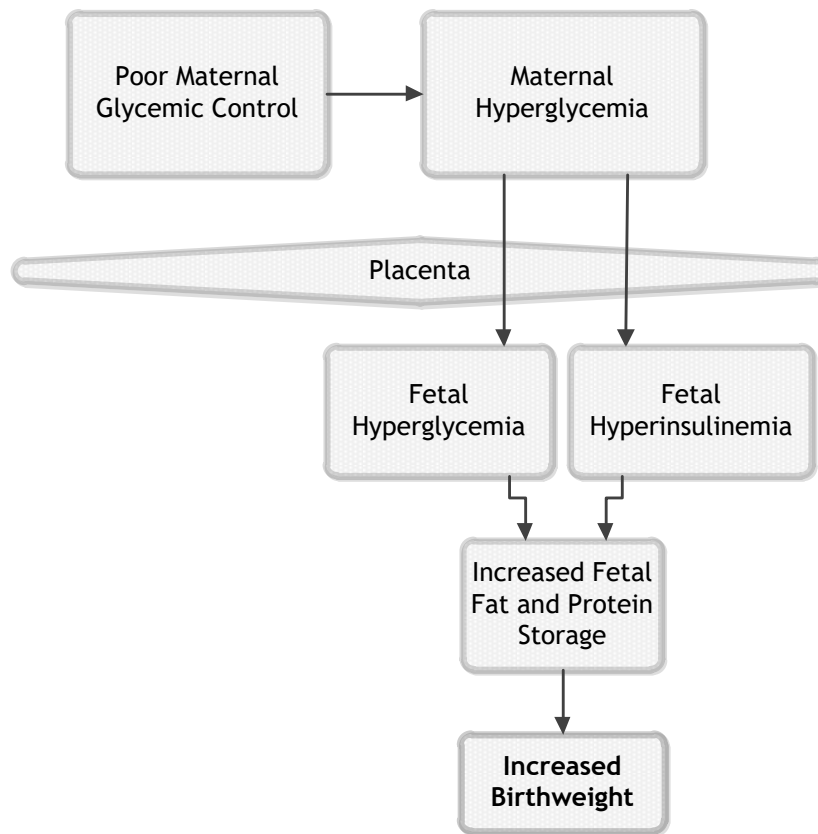 Poor Maternal
Glycemic Control
Maternal
Hyperglycemia
Placenta
Fetal
Hyperglycemia
Fetal
Hyperinsulinemia
Increased Fetal
Fat and Protein
Storage
Increased
Birthweight